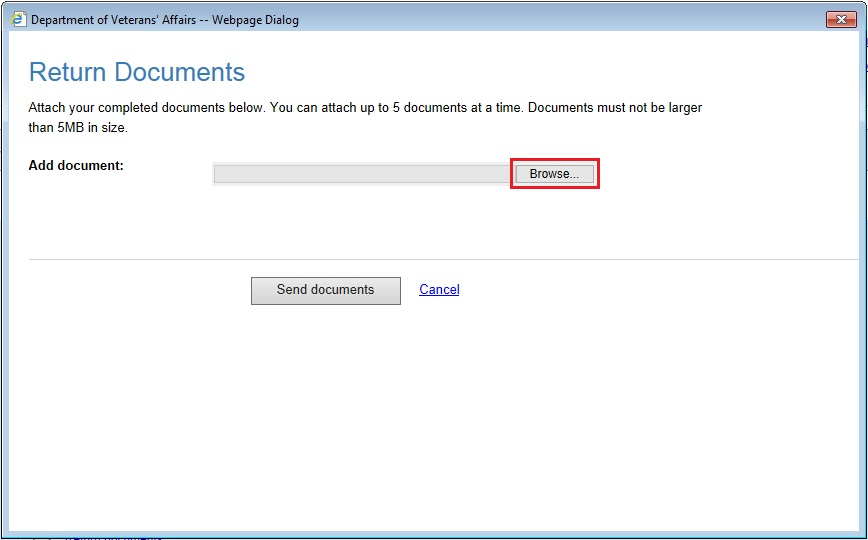 Department of Veterans' Affairs -- Webpage Dialog
Return Documents
Attach your completed documents below. You can attach up to 5 documents at a time. Documents must not be larger
than 5MB in size.
Add document:
Browse...
Send documents
Cancel